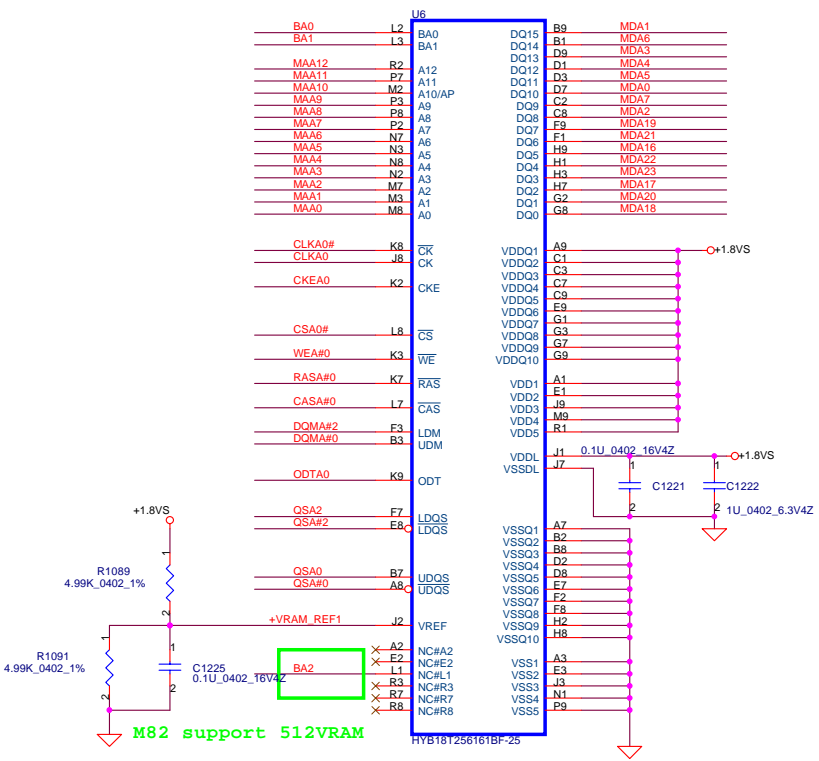 U6
BA0 L2 BA0 DQ15 B9 MDA1
BA1 L3 BA1 DQ14 B1 MDA6
DQ13 D9 MDA3
MAA12 R2 A12 DQ12 D1 MDA4
MAA11 P7 A11 DQ11 D3 MDA5
MAA10 M2 A10/AP DQ10 D7 MDA0
MAA9 P3 A9 DQ9 C2 MDA7
MAA8 P8 A8 DQ8 C8 MDA2
MAA7 P2 A7 DQ7 F9 MDA19
MAA6 N7 A6 DQ6 F1 MDA21
MAA5 N3 A5 DQ5 H9 MDA16
MAA4 N8 A4 DQ4 H1 MDA22
MAA3 N2 A3 DQ3 H3 MDA23
MAA2 M7 A2 DQ2 H7 MDA17
MAA1 M3 A1 DQ1 G2 MDA20
MAA0 M8 A0 DQ0 G8 MDA18
CLKA0# K8 CK VDDQ1 A9 +1.8VS
CLKA0 J8 CK VDDQ2 C1
VDDQ3 C3
CKEA0 K2 CKE VDDQ4 C7
VDDQ5 C9
VDDQ6 E9
VDDQ7 G1
CSA0# L8 CS VDDQ8 G3
VDDQ9 G7
WEA#0 K3 WE VDDQ10 G9
RASA#0 K7 RAS VDD1 A1
VDD2 E1
CASA#0 L7 CAS VDD3 J9
VDD4 M9
DQMA#2 F3 LDM VDD5 R1
DQMA#0 B3 UDM
VDDL J1 0.1U_0402_16V4Z +1.8VS
VSSDL J7 1 1
ODTA0 K9 ODT
C1221 C1222
2 2 1U_0402_6.3V4Z
+1.8VS
QSA2 F7 LDQS
QSA#2 E8 LDQS VSSQ1 A7
VSSQ2 B2
VSSQ3 B8
1 VSSQ4 D2
R1089 QSA0 B7 UDQS VSSQ5 D8
4.99K_0402_1% QSA#0 A8 UDQS VSSQ6 E7
VSSQ7 F2
2 VSSQ8 F8
+VRAM_REF1 J2 VREF VSSQ9 H2
VSSQ10 H8
1 1 A2 NC#A2
R1091 E2 NC#E2 VSS1 A3
4.99K_0402_1% C1225 BA2 L1 NC#L1 VSS2 E3
0.1U_0402_16V4Z R3 NC#R3 VSS3 J3
2 2 R7 NC#R7 VSS4 N1
R8 NC#R8 VSS5 P9
M82 support 512VRAM
HYB18T256161BF-25